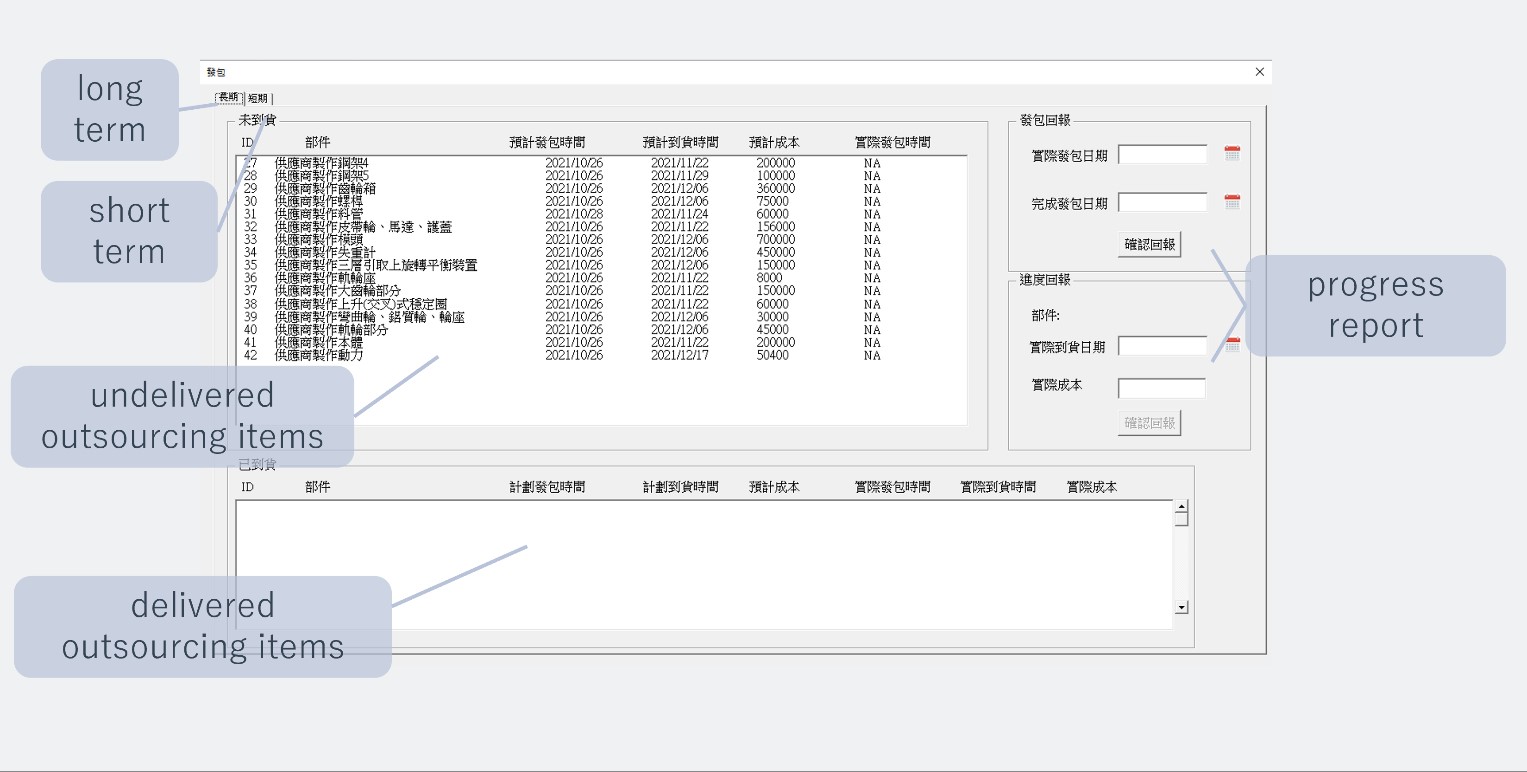 long
term
short
term
undelivered
outsourcing items
delivered
outsourcing items
progress
report
發包
長期 短期
未到貨
ID 部件 預計發包時間 預計到貨時間 預計成本 實際發包時間
27 供應商製作鋼架4 2021/10/26 2021/11/22 200000 NA
28 供應商製作鋼架5 2021/10/26 2021/11/29 100000 NA
29 供應商製作齒輪箱 2021/10/26 2021/12/06 360000 NA
30 供應商製作螺桿 2021/10/26 2021/12/06 75000 NA
31 供應商製作料管 2021/10/28 2021/11/24 60000 NA
32 供應商製作皮帶輪、馬達、護蓋 2021/10/26 2021/11/22 156000 NA
33 供應商製作模頭 2021/10/26 2021/12/06 700000 NA
34 供應商製作失重計 2021/10/26 2021/12/06 450000 NA
35 供應商製作三層引取上旋轉平衡裝置 2021/10/26 2021/12/06 150000 NA
36 供應商製作軌輪座 2021/10/26 2021/11/22 8000 NA
37 供應商製作大齒輪部分 2021/10/26 2021/11/22 150000 NA
38 供應商製作上升(交叉)式穩定圈 2021/10/26 2021/11/22 60000 NA
39 供應商製作彎曲輪、鋁質輪、輪座 2021/10/26 2021/12/06 30000 NA
40 供應商製作軌輪部分 2021/10/26 2021/12/06 45000 NA
41 供應商製作本體 2021/10/26 2021/11/22 200000 NA
42 供應商製作動力 2021/10/26 2021/12/17 50400 NA
已到貨
ID 部件 計劃發包時間 計劃到貨時間 預計成本 實際發包時間 實際到貨時間 實際成本
發包回報
實際發包日期
完成發包日期
確認回報
進度回報
部件:
實際到貨日期
實際成本
確認回報